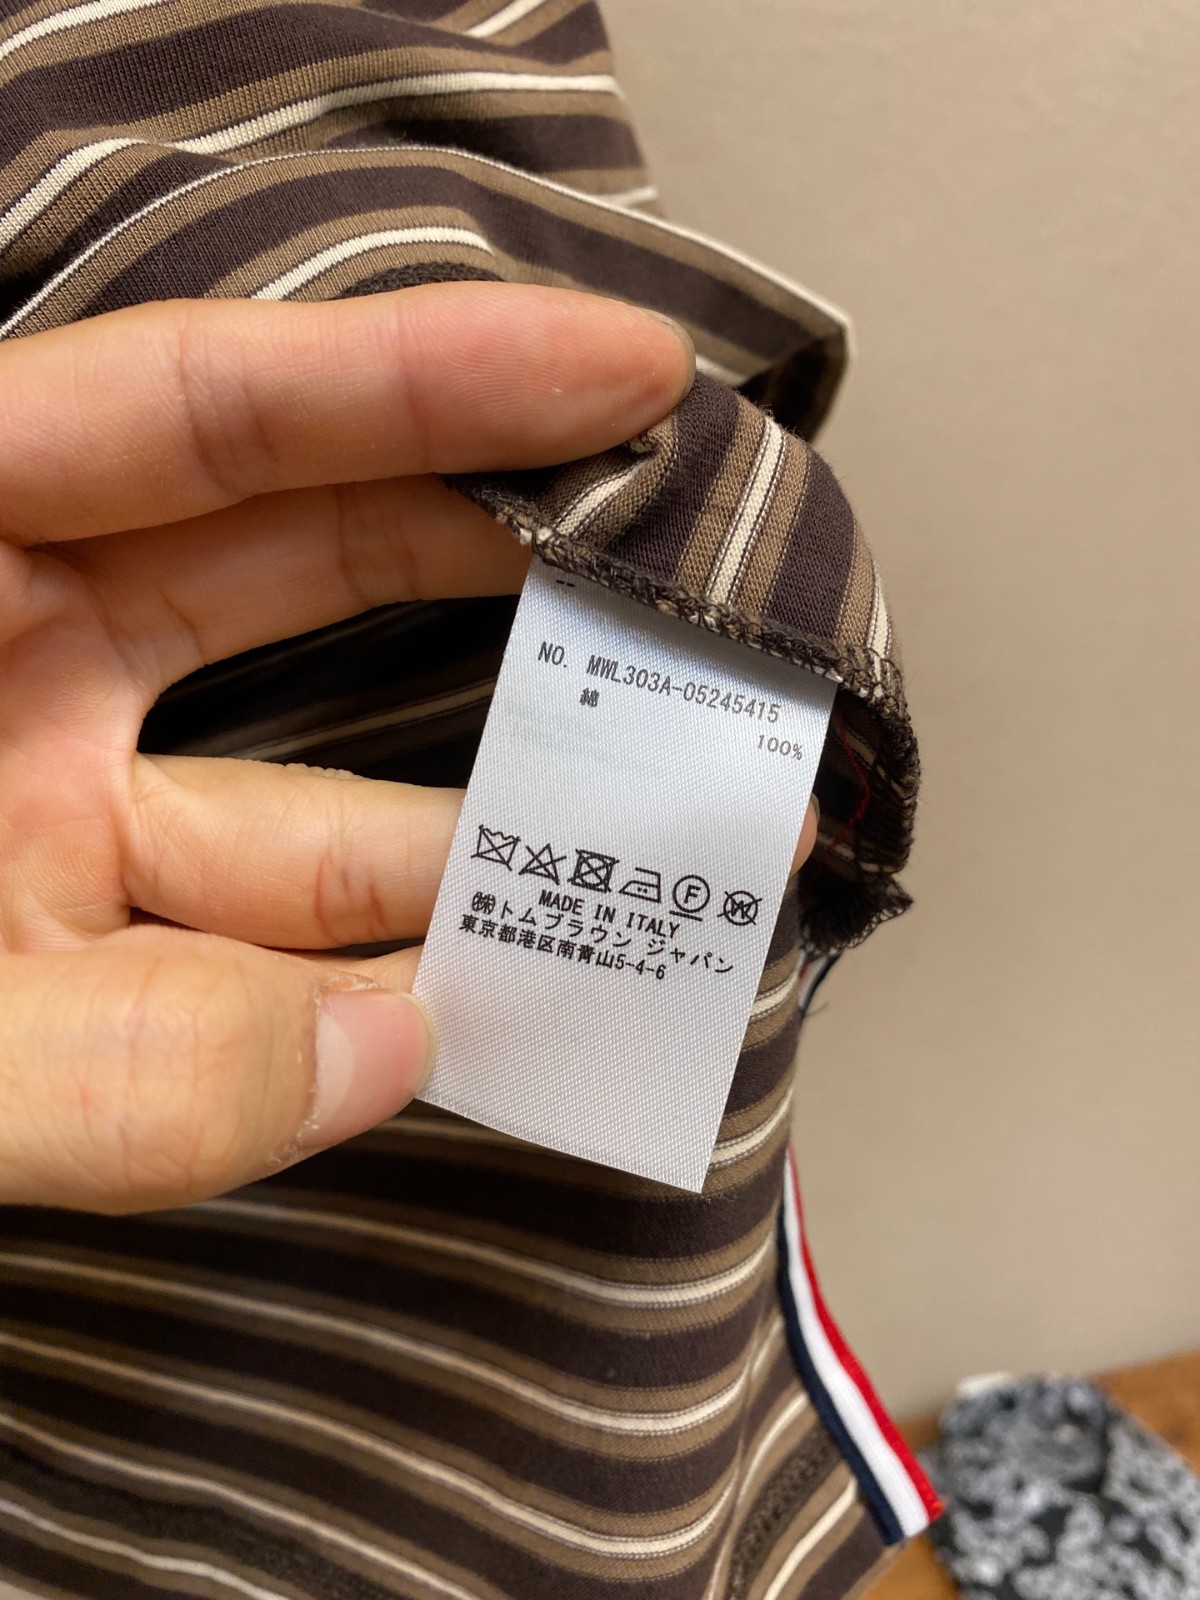 NO. MWL303A-05245415
綿 100%
F W
MADE IN ITALY
㈱トムブラウン ジャパン
東京都港区南青山5-4-6